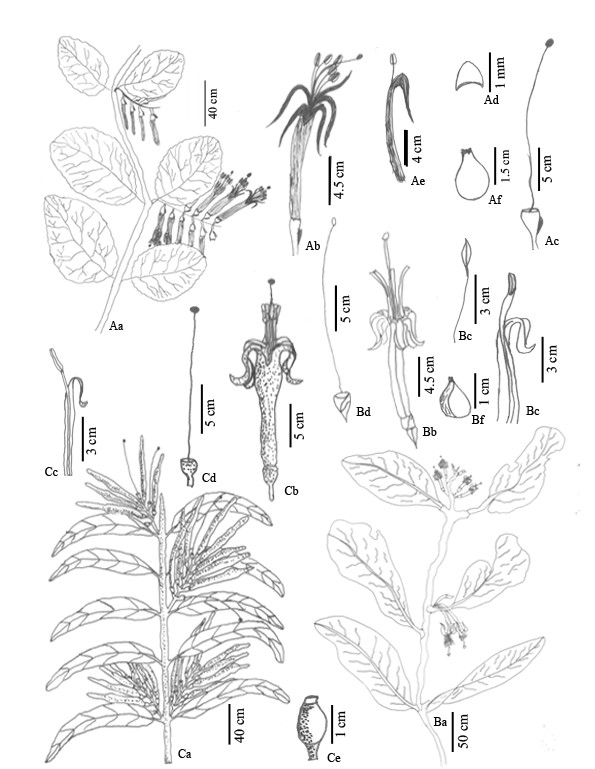 40 cm
Aa
4.5 cm
Ab
4 cm
Ae
1 mm
Ad
1.5 cm
Af
5 cm
Ac
5 cm
Bd
3 cm
Bc
4.5 cm
Bb
1 cm
Bf
3 cm
Bc
3 cm
Cc
5 cm
Cd
5 cm
Cb
40 cm
Ca
1 cm
Ce
50 cm
Ba